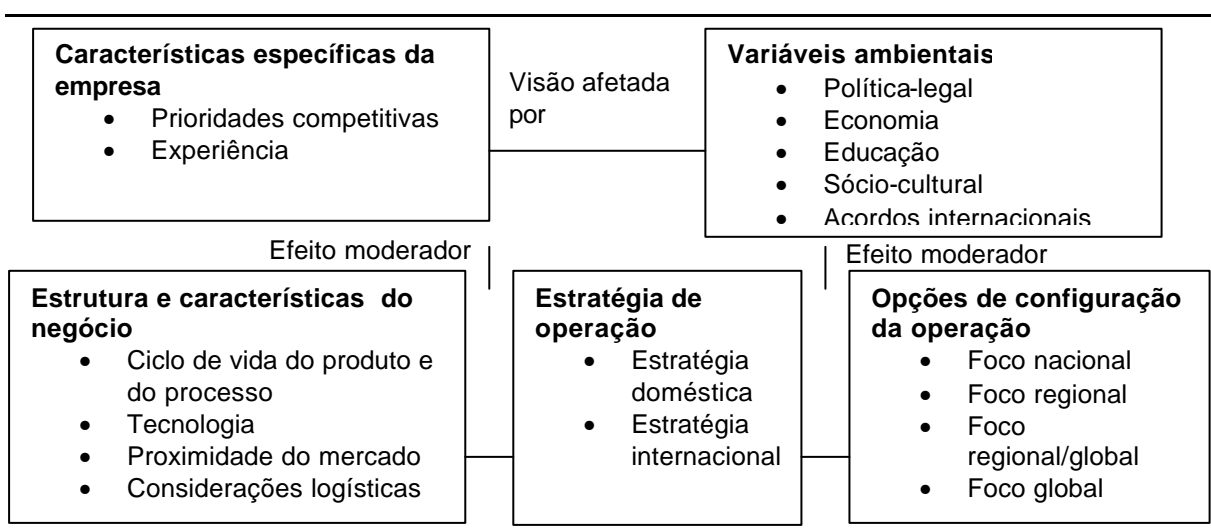 Características específicas da
empresa
• Prioridades competitivas
• Experiência
Visão afetada
por
Variáveis ambientais
• Política-legal
• Economia
• Educação
• Sócio-cultural
• Acordos internacionais
Efeito moderador
Efeito moderador
Estrutura e características do
negócio
• Ciclo de vida do produto e
do processo
• Tecnologia
• Proximidade do mercado
• Considerações logísticas
Estratégia de
operação
• Estratégia
doméstica
• Estratégia
internacional
Opções de configuração
da operação
• Foco nacional
• Foco regional
• Foco
regional/global
• Foco global